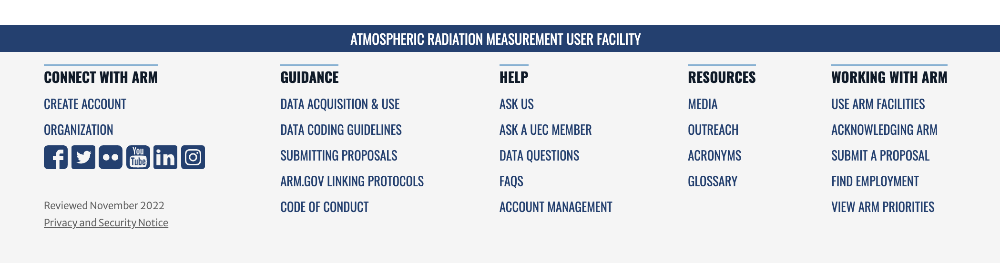 ATMOSPHERIC RADIATION MEASUREMENT USER FACILITY
CONNECT WITH ARM
CREATE ACCOUNT
ORGANIZATION
f
You
Tube
in
Reviewed November 2022
Privacy and Security Notice
GUIDANCE
DATA ACQUISITION & USE
DATA CODING GUIDELINES
SUBMITTING PROPOSALS
ARM.GOV LINKING PROTOCOLS
CODE OF CONDUCT
HELP
ASK US
ASK A UEC MEMBER
DATA QUESTIONS
FAQS
ACCOUNT MANAGEMENT
RESOURCES
MEDIA
OUTREACH
ACRONYMS
GLOSSARY
WORKING WITH ARM
USE ARM FACILITIES
ACKNOWLEDGING ARM
SUBMIT A PROPOSAL
FIND EMPLOYMENT
VIEW ARM PRIORITIES